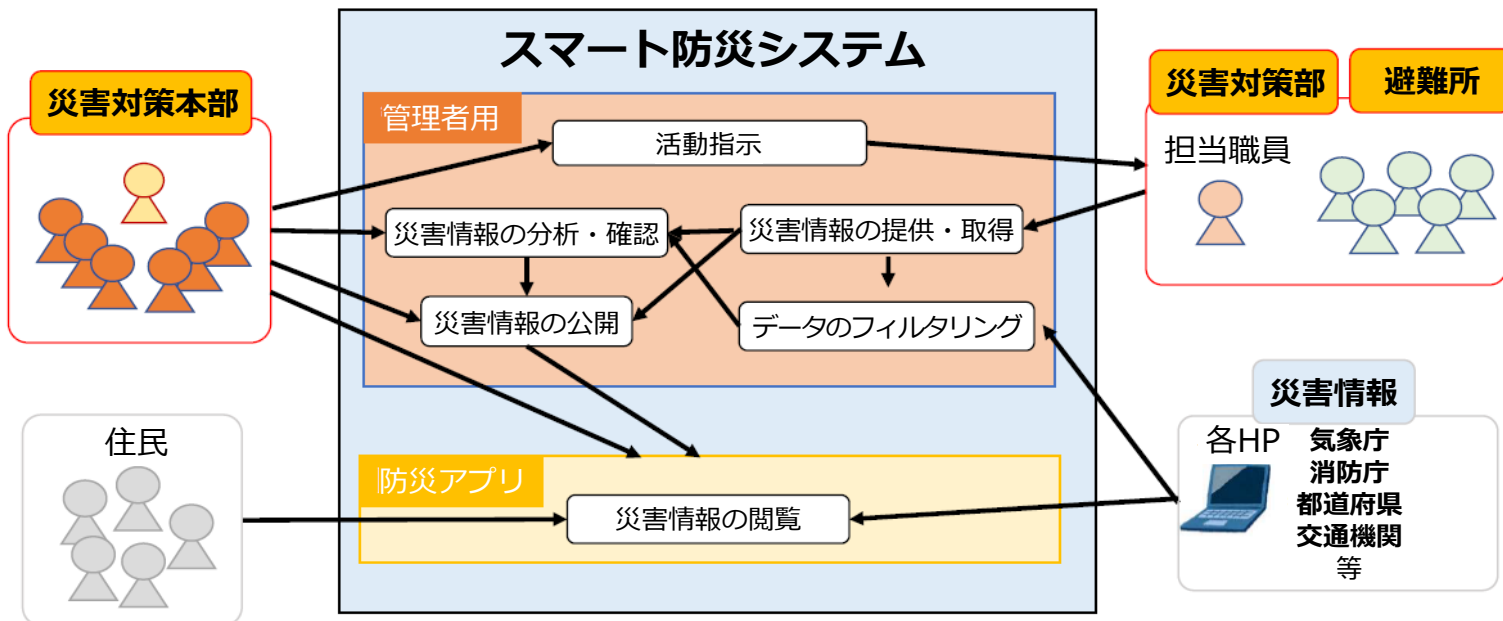 スマート防災システム
災害対策本部
管理者用
活動指示
災害情報の分析・確認
災害情報の提供・取得
災害情報の公開
データのフィルタリング
災害対策部
避難所
担当職員
住民
防災アプリ
災害情報の閲覧
災害情報
各HP
気象庁
消防庁
都道府県
交通機関
等